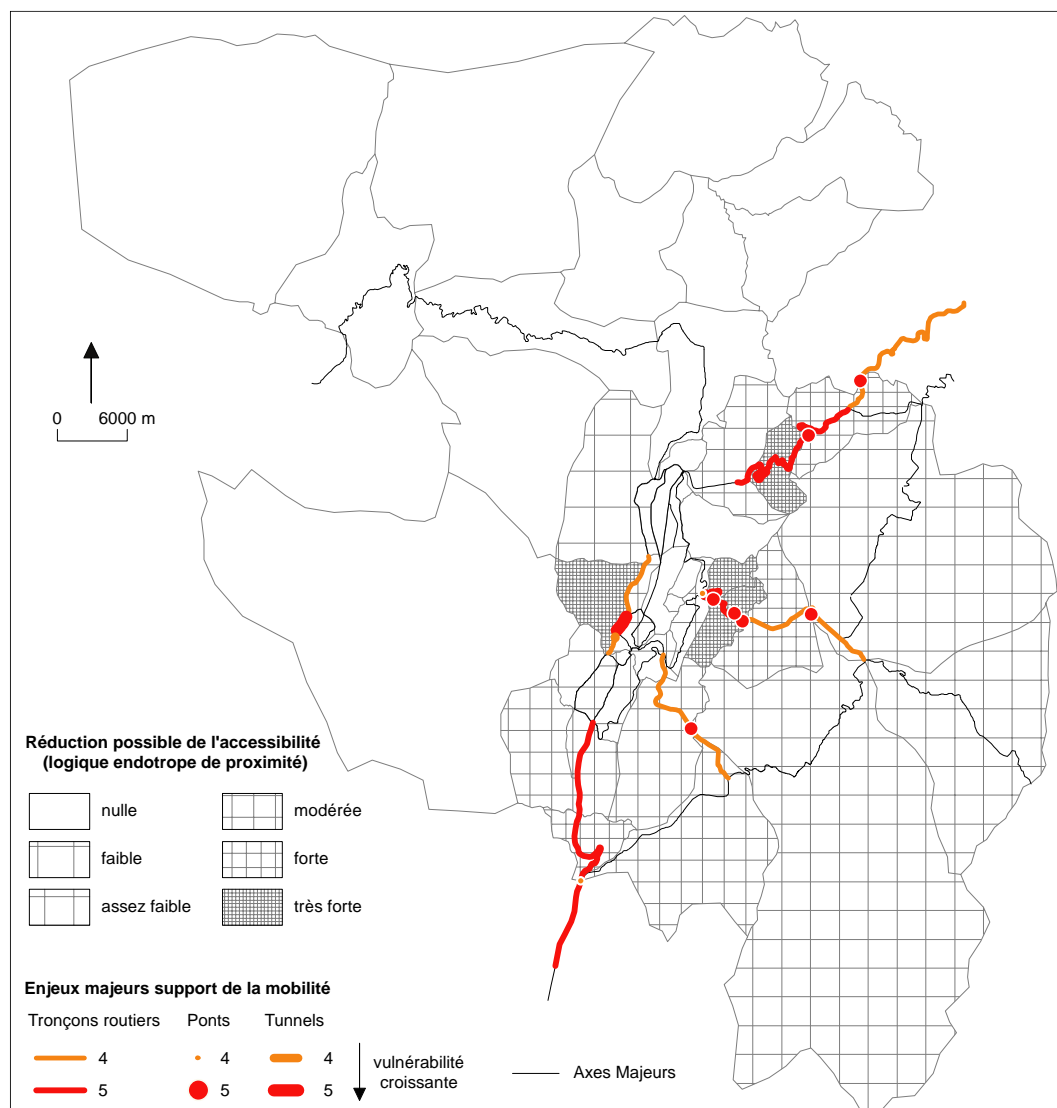 0 6000 m
Réduction possible de l'accessibilité
(logique endotrope de proximité)
nulle
modérée
faible
forte
assez faible
très forte
Enjeux majeurs support de la mobilité
Tronçons routiers Ponts Tunnels
4 4 4
5 5 5
vulnérabilité
croissante
Axes Majeurs